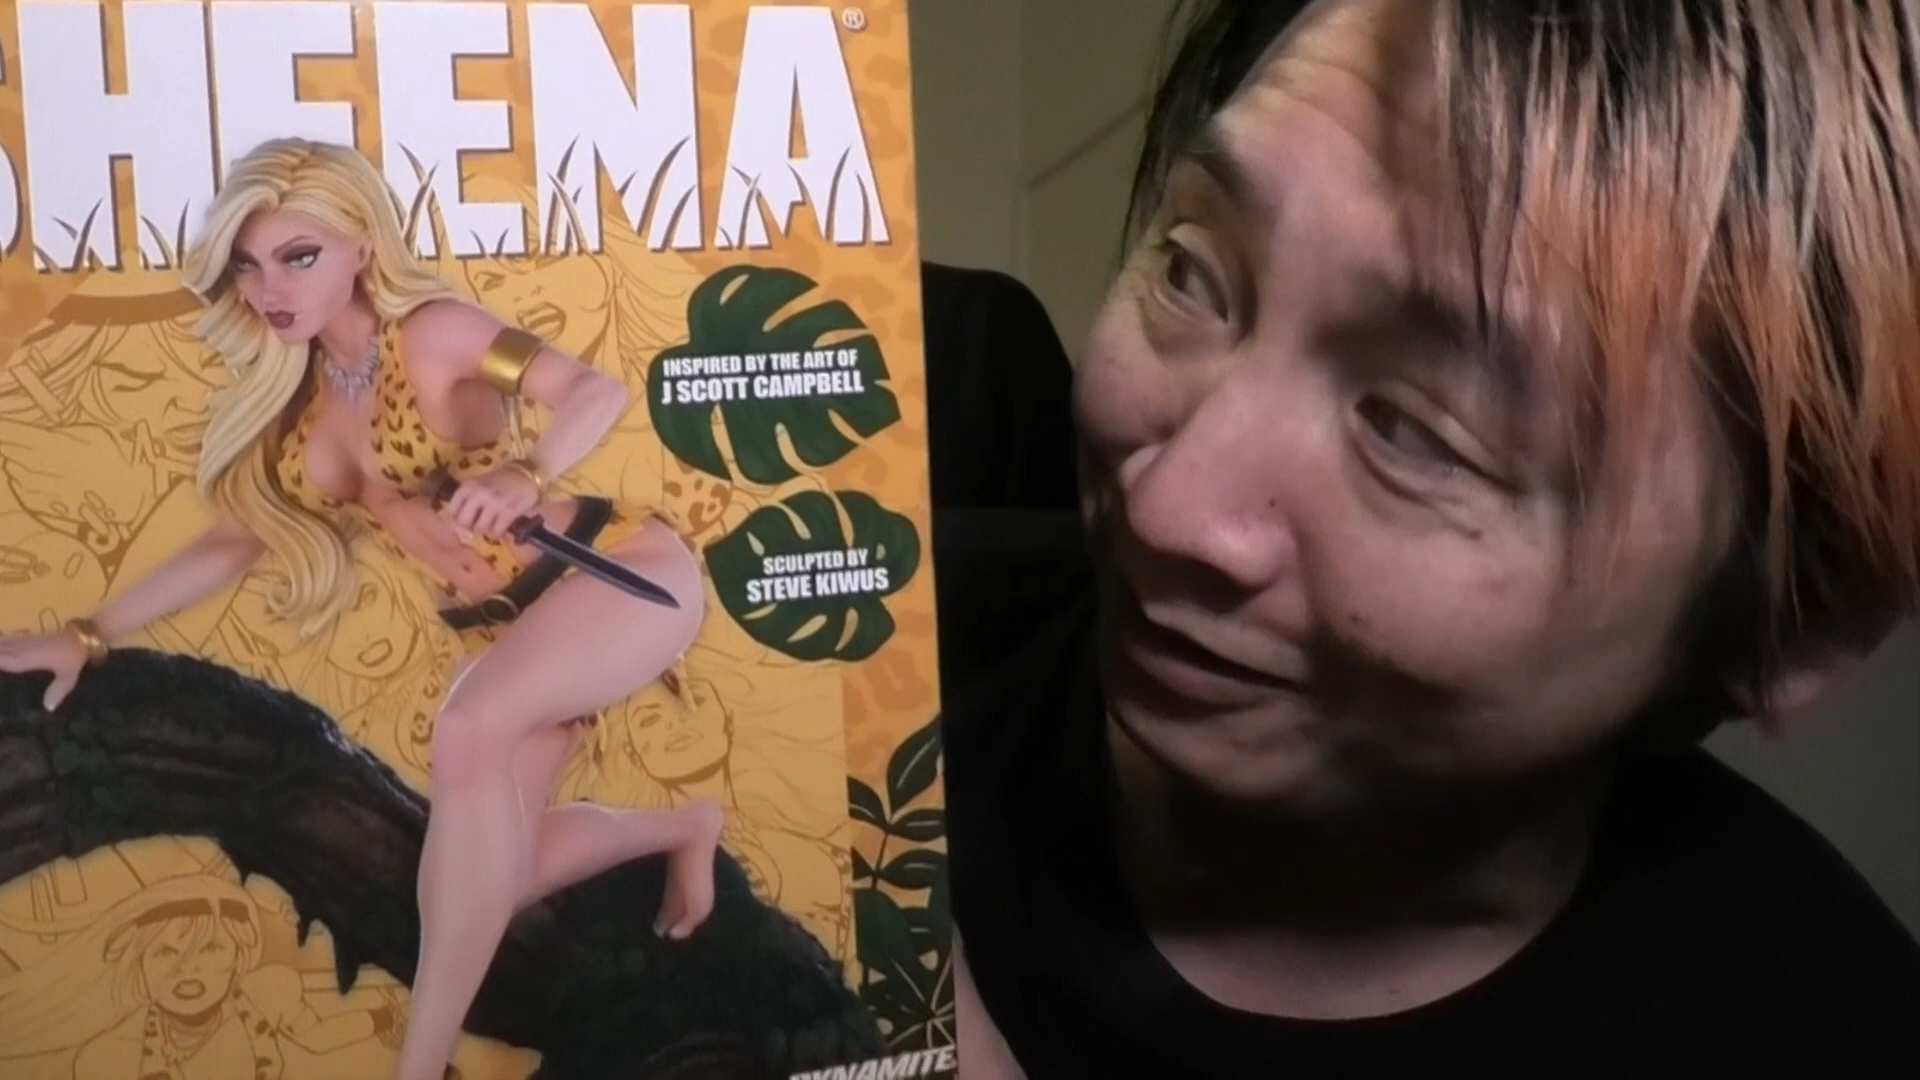 SHEENA®
INSPIRED BY THE ART OF
J SCOTT CAMPBELL
SCULPTED BY
STEVE KIWUS
DYNAMITE